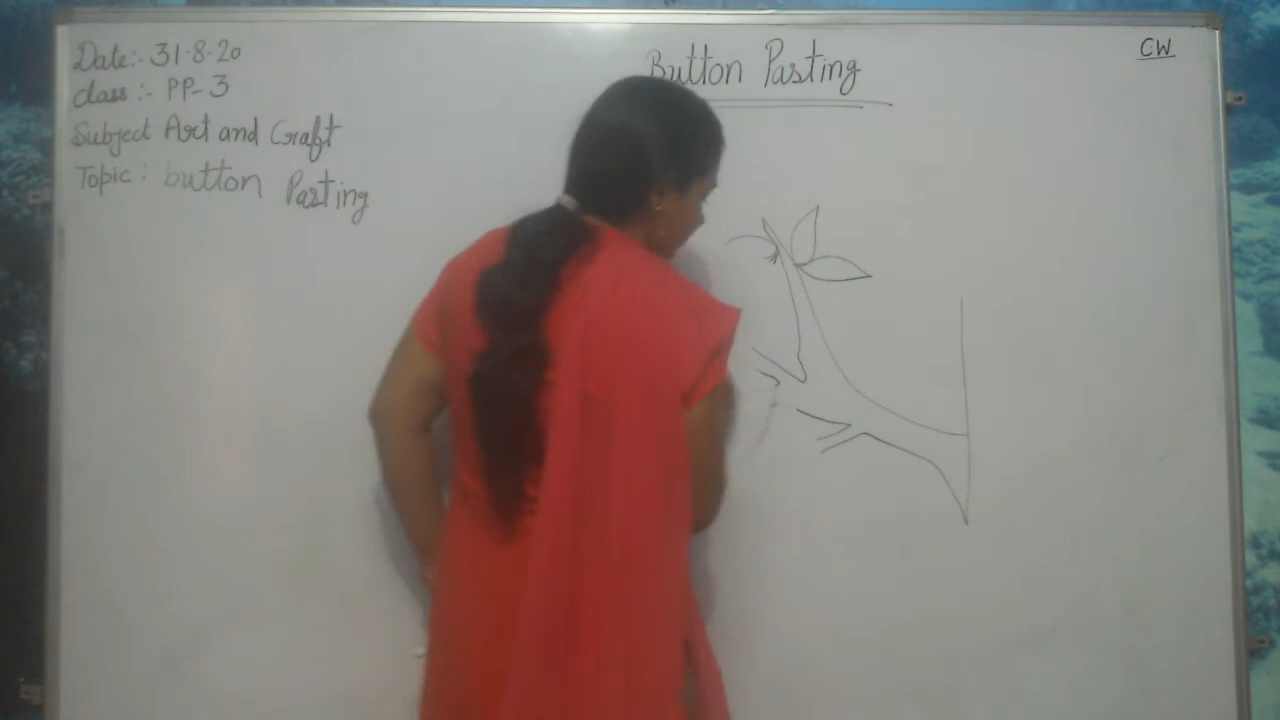 Date:- 31-8-20
class :- PP-3
Subject Art and Craft
Topic: button Pasting
Button Pasting
CW